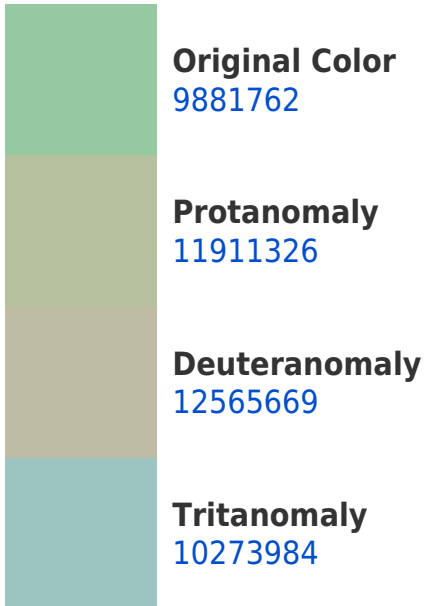 Original Color
9881762
Protanomaly
11911326
Deuteranomaly
12565669
Tritanomaly
10273984